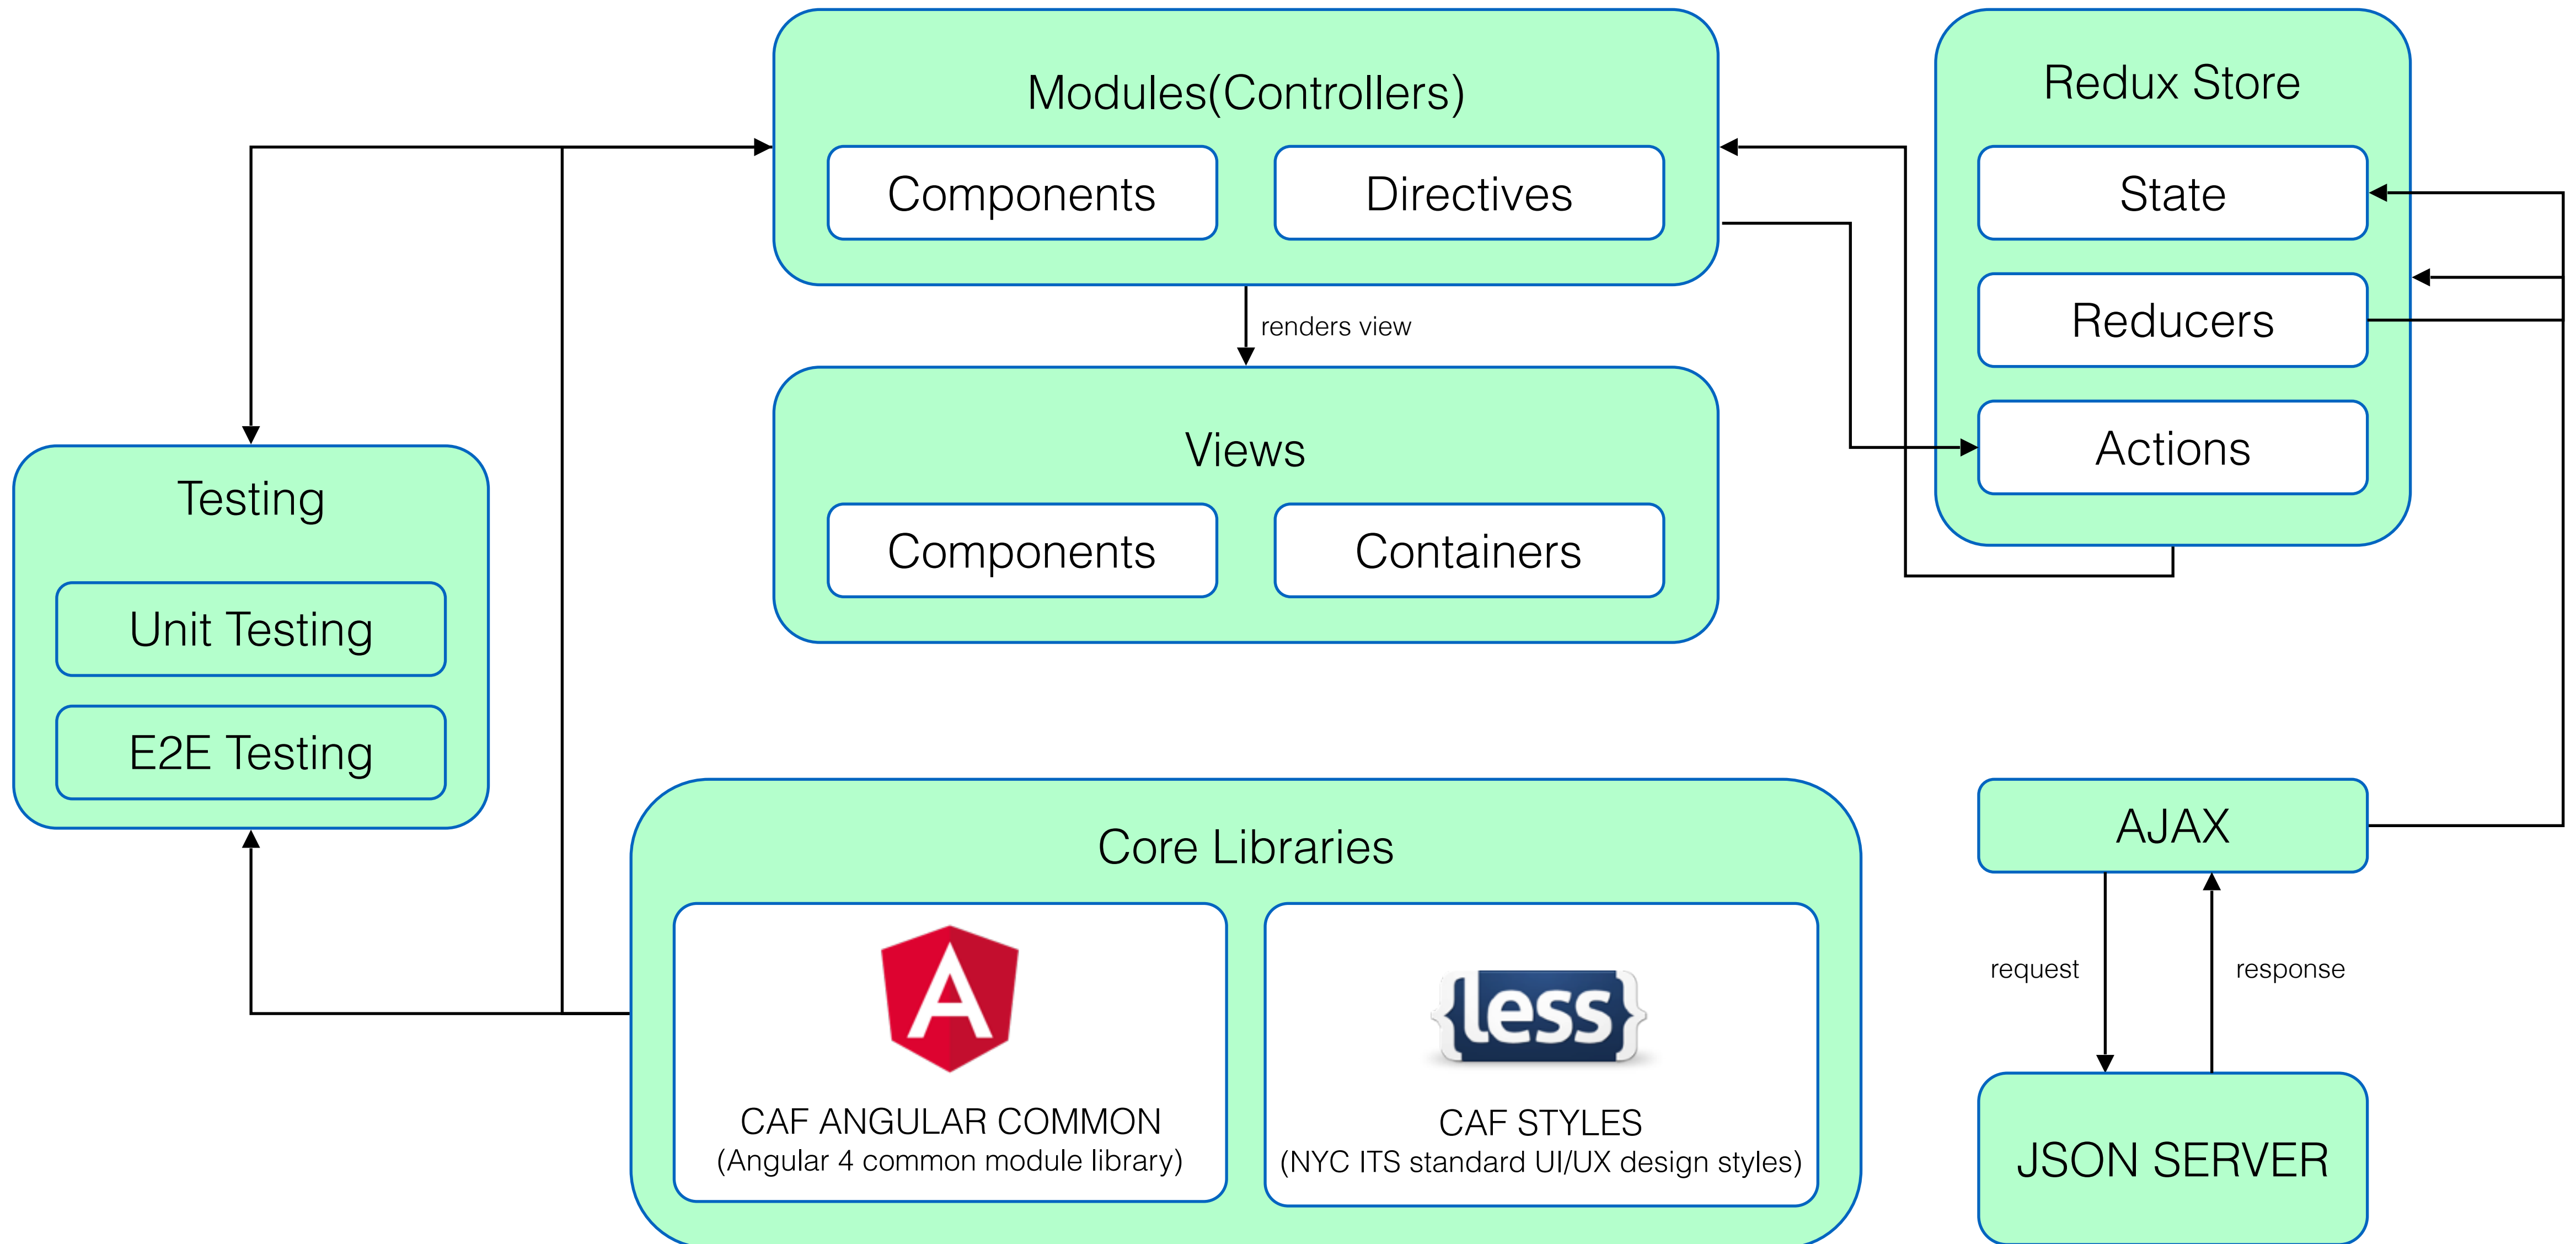 Modules(Controllers)
Components
Directives
renders view
Views
Components
Containers
Redux Store
State
Reducers
Actions
Testing
Unit Testing
E2E Testing
Core Libraries
A
CAF ANGULAR COMMON
(Angular 4 common module library)
{less}
CAF STYLES
(NYC ITS standard UI/UX design styles)
AJAX
request
response
JSON SERVER